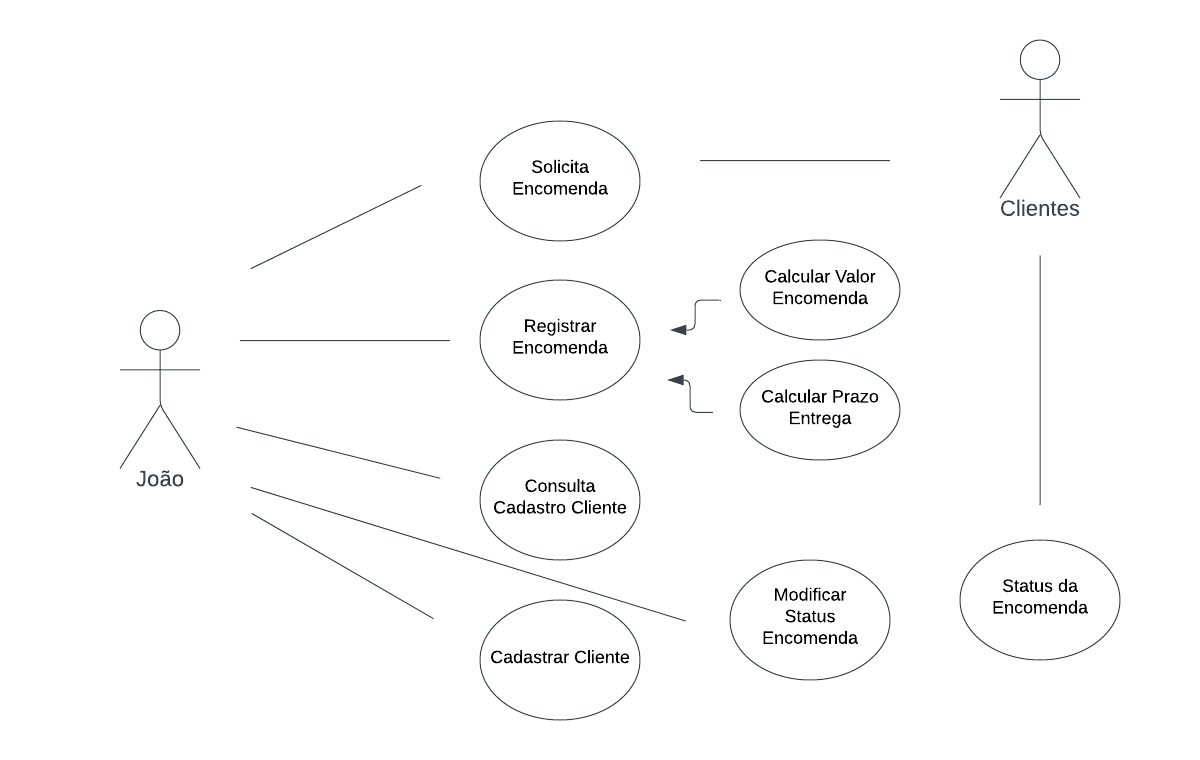 Clientes
Solicita
Encomenda
Calcular Valor
Encomenda
Registrar
Encomenda
Calcular Prazo
Entrega
João
Consulta
Cadastro Cliente
Modificar
Status
Encomenda
Status da
Encomenda
Cadastrar Cliente